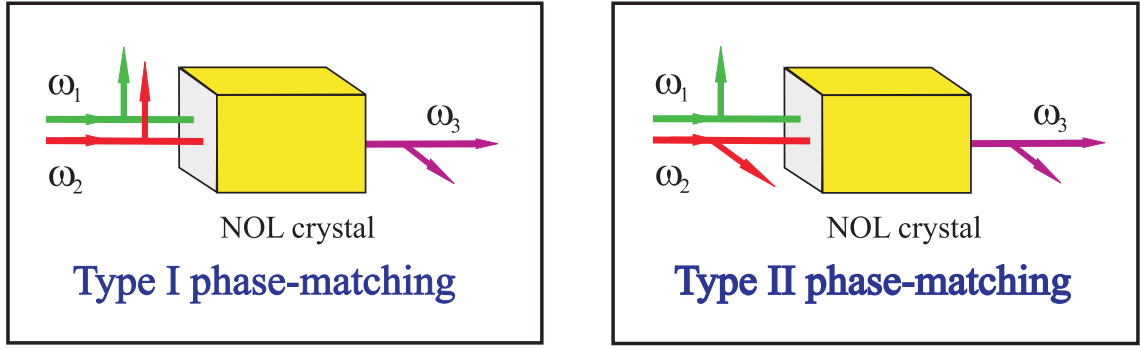 ω₁
ω₃
ω₂
NOL crystal
Type I phase-matching
ω₁
ω₃
ω₂
NOL crystal
Type II phase-matching